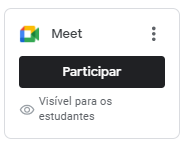 Meet
Participar
Visível para os
estudantes